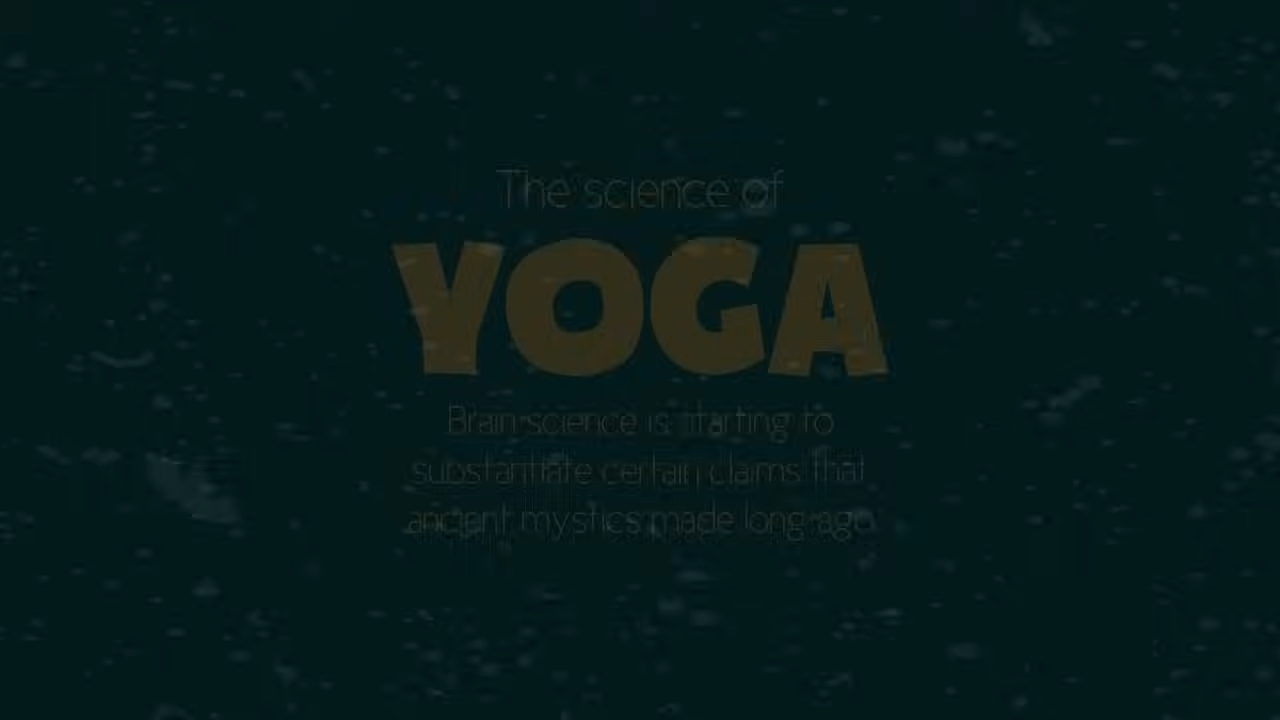 The science of
YOGA
Brain science is starting to
substantiate certain claims that
ancient mystics made long ago